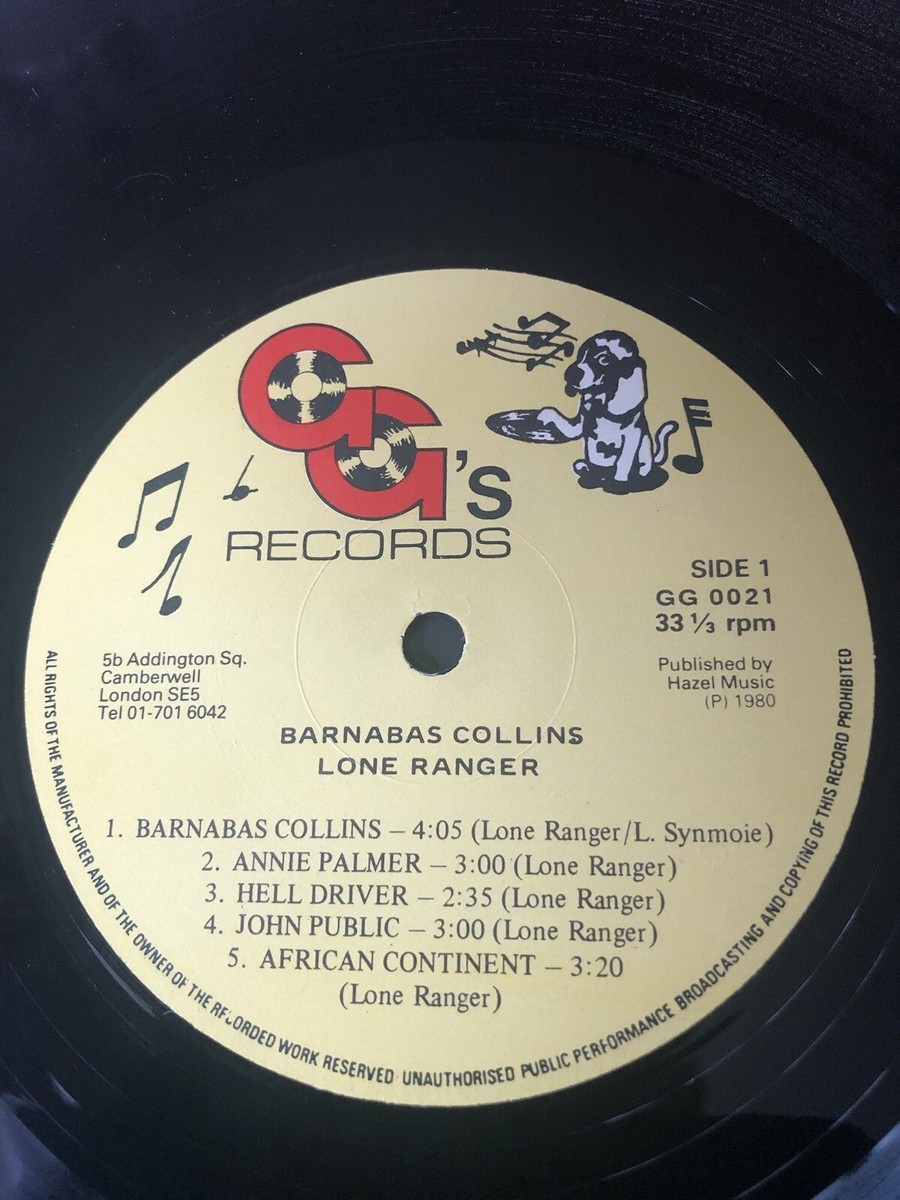 GG's
RECORDS
SIDE 1
GG 0021
33 ⅓ rpm
5b Addington Sq.
Camberwell
London SE5
Tel 01-701 6042
Published by
Hazel Music
(P) 1980
BARNABAS COLLINS
LONE RANGER
1. BARNABAS COLLINS – 4:05 (Lone Ranger/L. Synmoie)
2. ANNIE PALMER – 3:00 (Lone Ranger)
3. HELL DRIVER – 2:35 (Lone Ranger)
4. JOHN PUBLIC – 3:00 (Lone Ranger)
5. AFRICAN CONTINENT – 3:20
(Lone Ranger)
ALL RIGHTS OF THE MANUFACTURER AND OF THE OWNER OF THE RECORDED WORK RESERVED UNAUTHORISED PUBLIC PERFORMANCE BROADCASTING AND COPYING OF THIS RECORD PROHIBITED